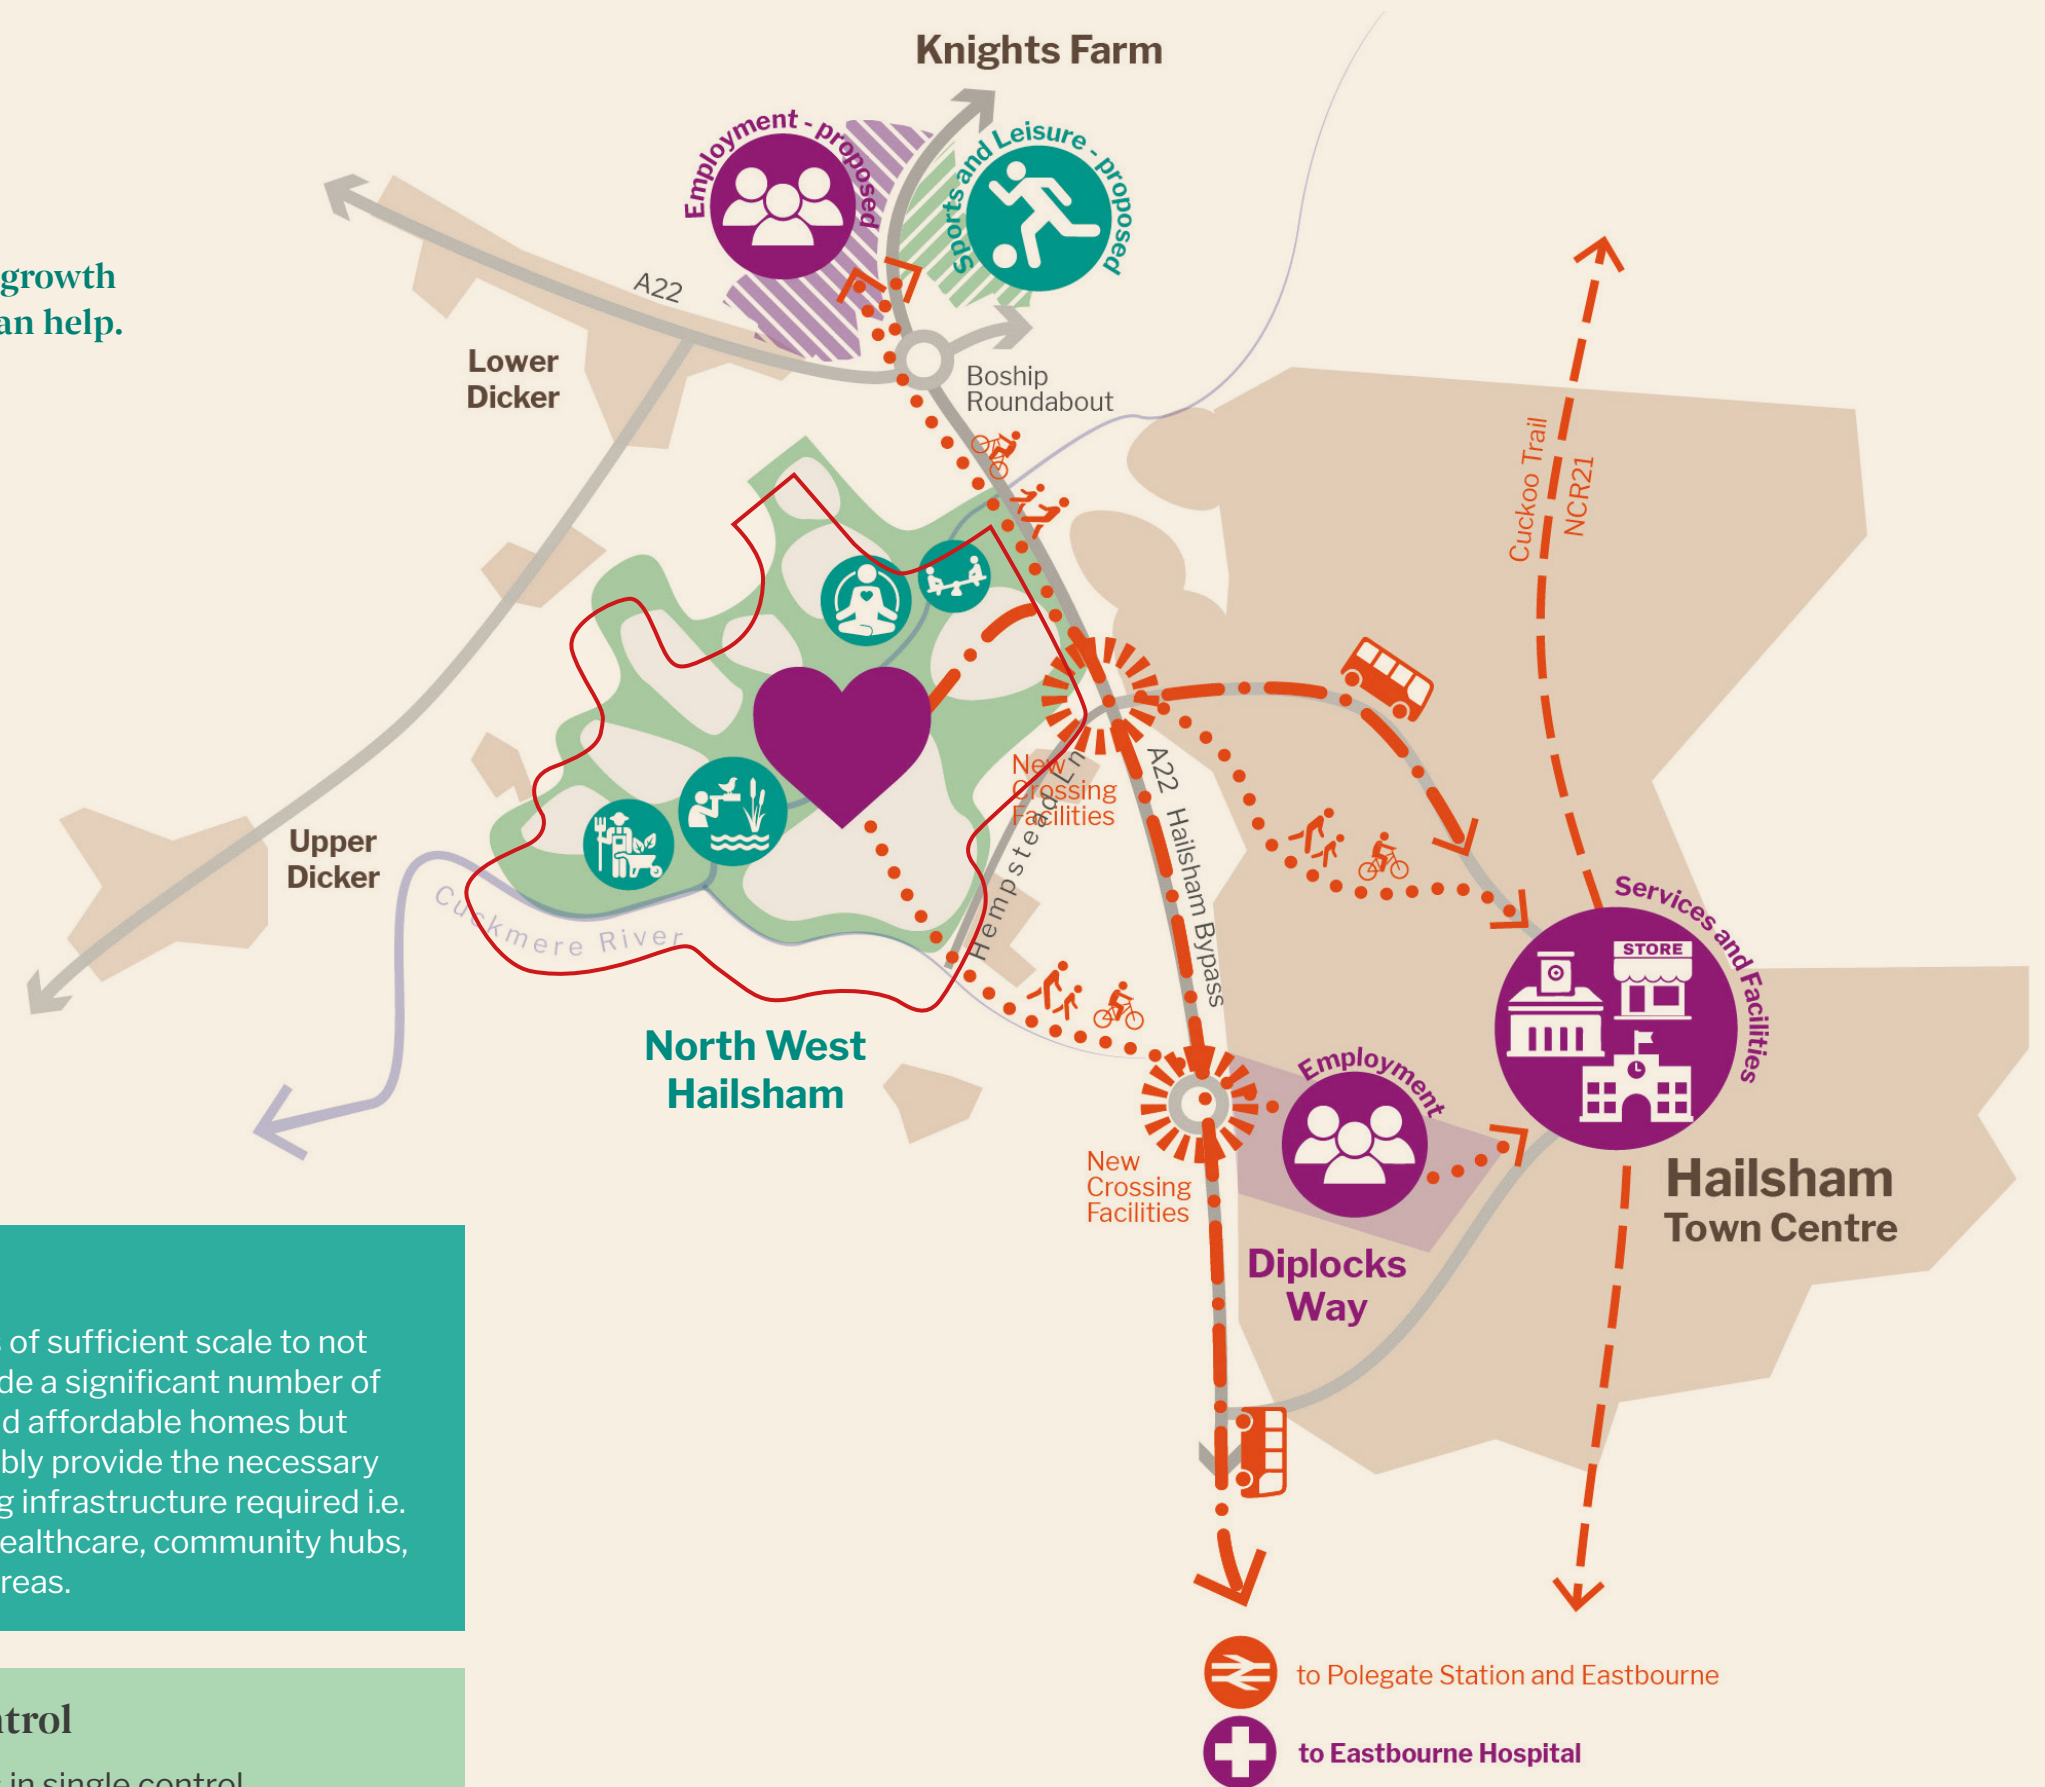 Knights Farm
Employment - proposed
Sports and Leisure - proposed
growth
an help.
A22
Lower
Dicker
Boship
Roundabout
Cuckoo Trail
NCR21
New
Crossing
Facilities
Hempstead Ln
A22 Hailsham Bypass
Upper
Dicker
Cuckmere River
Services and Facilities
STORE
North West
Hailsham
Employment
New
Crossing
Facilities
Hailsham
Town Centre
Diplocks
Way
of sufficient scale to not
de a significant number of
d affordable homes but
bly provide the necessary
g infrastructure required i.e.
ealthcare, community hubs,
reas.
to Polegate Station and Eastbourne
ntrol
to Eastbourne Hospital
in single control